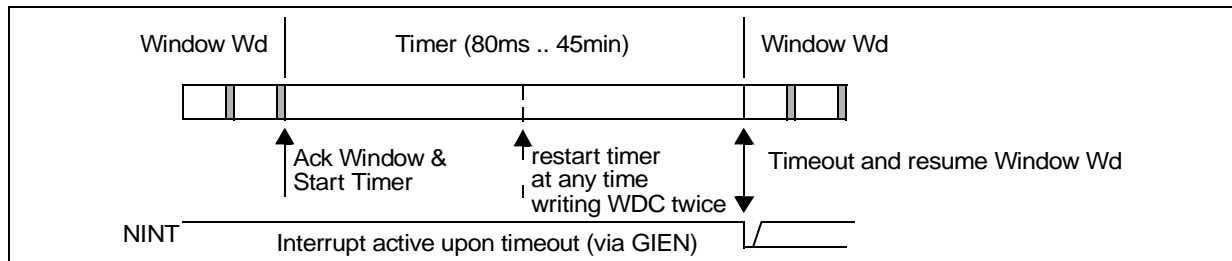 Window Wd
Timer (80ms .. 45min)
Window Wd
Ack Window &
Start Timer
restart timer
at any time
writing WDC twice
Timeout and resume Window Wd
NINT
Interrupt active upon timeout (via GIEN)